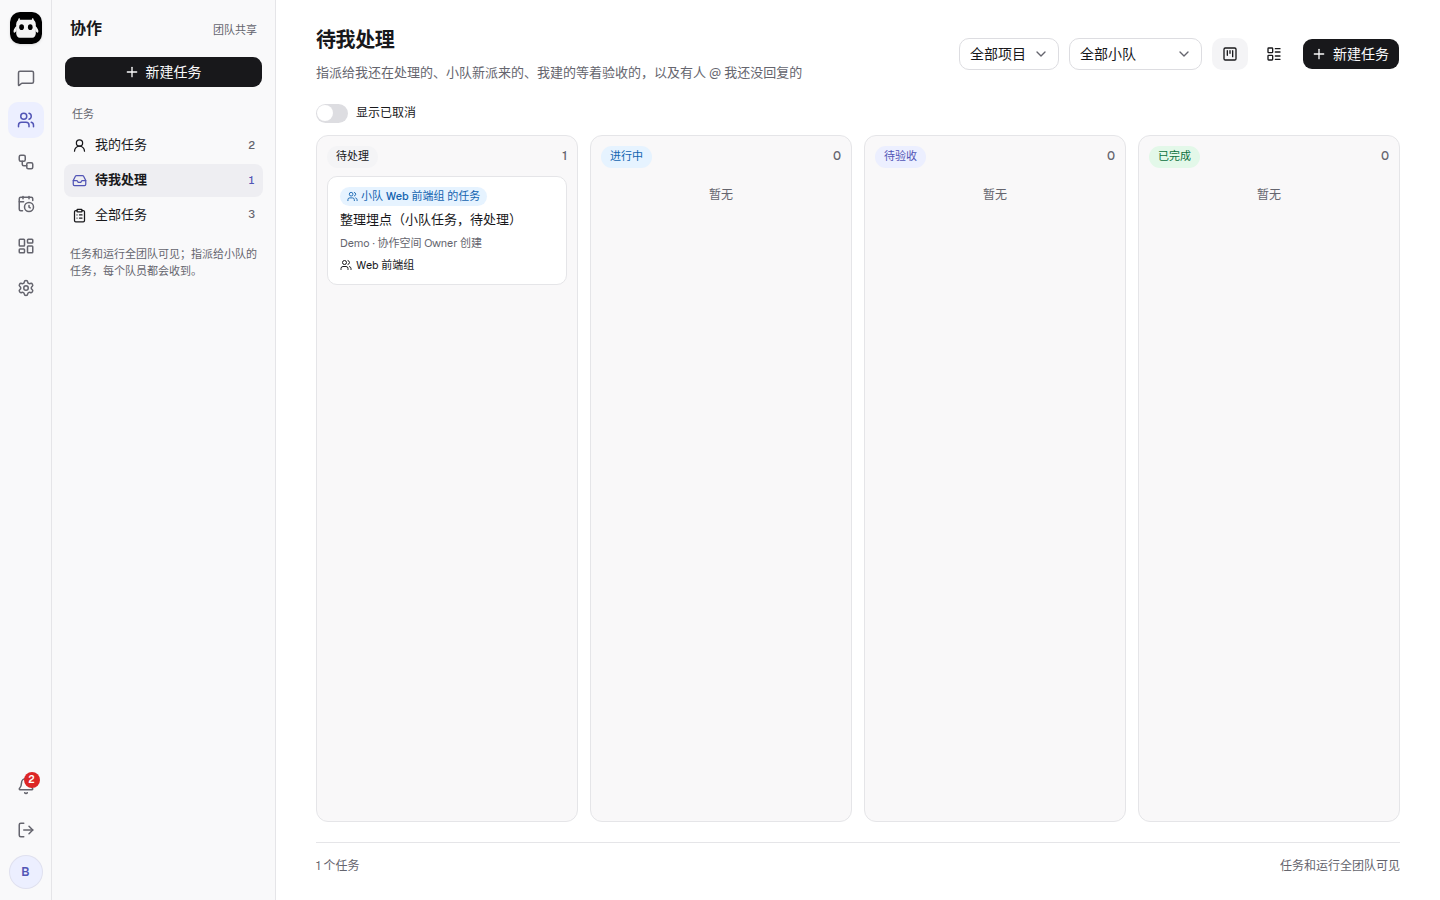 协作
团队共享
新建任务
任务
我的任务 2
待我处理 1
全部任务 3
任务和运行全团队可见；指派给小队的
任务，每个队员都会收到。
2
B
待我处理
指派给我还在处理的、小队新派来的、我建的等着验收的，以及有人 @ 我还没回复的
全部项目
全部小队
新建任务
显示已取消
待处理 1
小队 Web 前端组 的任务
整理埋点（小队任务，待处理）
Demo · 协作空间 Owner 创建
Web 前端组
进行中 0
暂无
待验收 0
暂无
已完成 0
暂无
1 个任务
任务和运行全团队可见